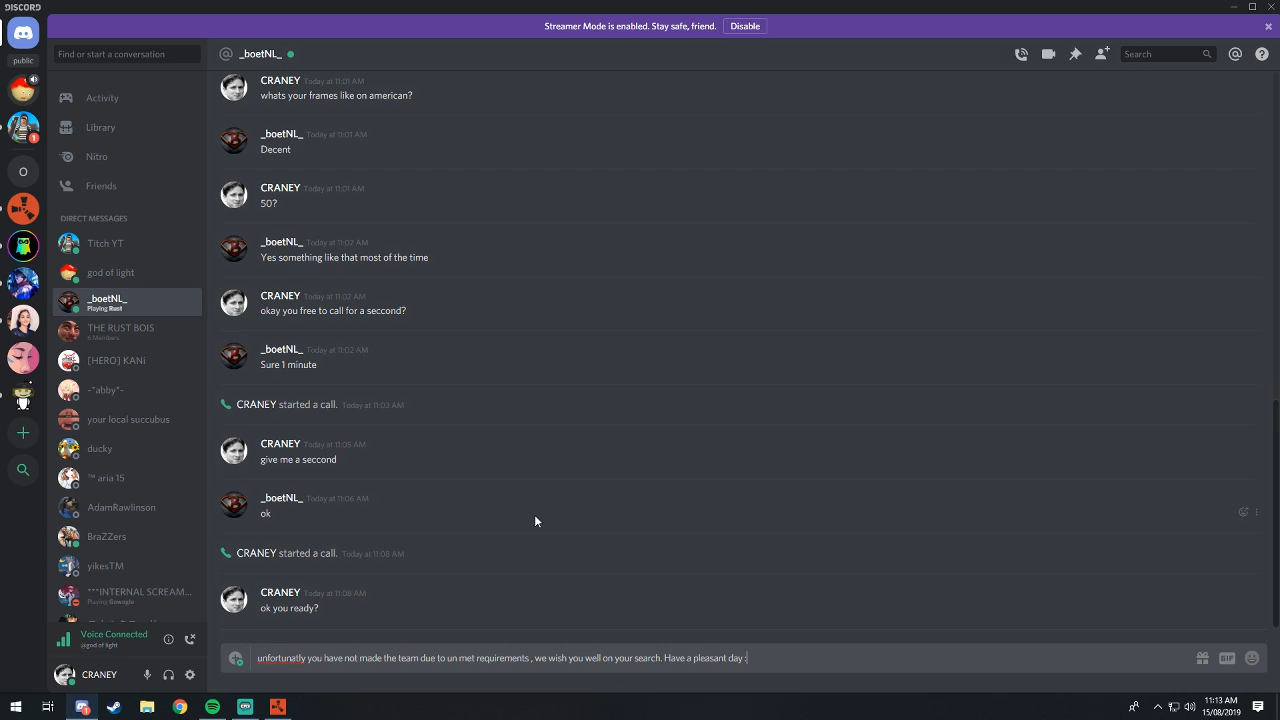 DISCORD
Streamer Mode is enabled. Stay safe, friend. Disable
Find or start a conversation
@ _boetNL_
Search
public
Activity
Library
Nitro
Friends
DIRECT MESSAGES
Titch YT
god of light
_boetNL_
Playing Rust
THE RUST BOIS
6 Members
[HERO] KANi
-*abby*-
your local succubus
ducky
™ aria 15
AdamRawlinson
BraZZers
yikesTM
***INTERNAL SCREAM...
Playing Gowogle
O
1
Voice Connected
@god of light
CRANEY
CRANEY Today at 11:01 AM
whats your frames like on american?
_boetNL_ Today at 11:01 AM
Decent
CRANEY Today at 11:01 AM
50?
_boetNL_ Today at 11:02 AM
Yes something like that most of the time
CRANEY Today at 11:02 AM
okay you free to call for a seccond?
_boetNL_ Today at 11:02 AM
Sure 1 minute
CRANEY started a call. Today at 11:03 AM
CRANEY Today at 11:05 AM
give me a seccond
_boetNL_ Today at 11:06 AM
ok
CRANEY started a call. Today at 11:08 AM
CRANEY Today at 11:08 AM
ok you ready?
unfortunatly you have not made the team due to un met requirements , we wish you well on your search. Have a pleasant day :
GIF
11:13 AM
15/08/2019